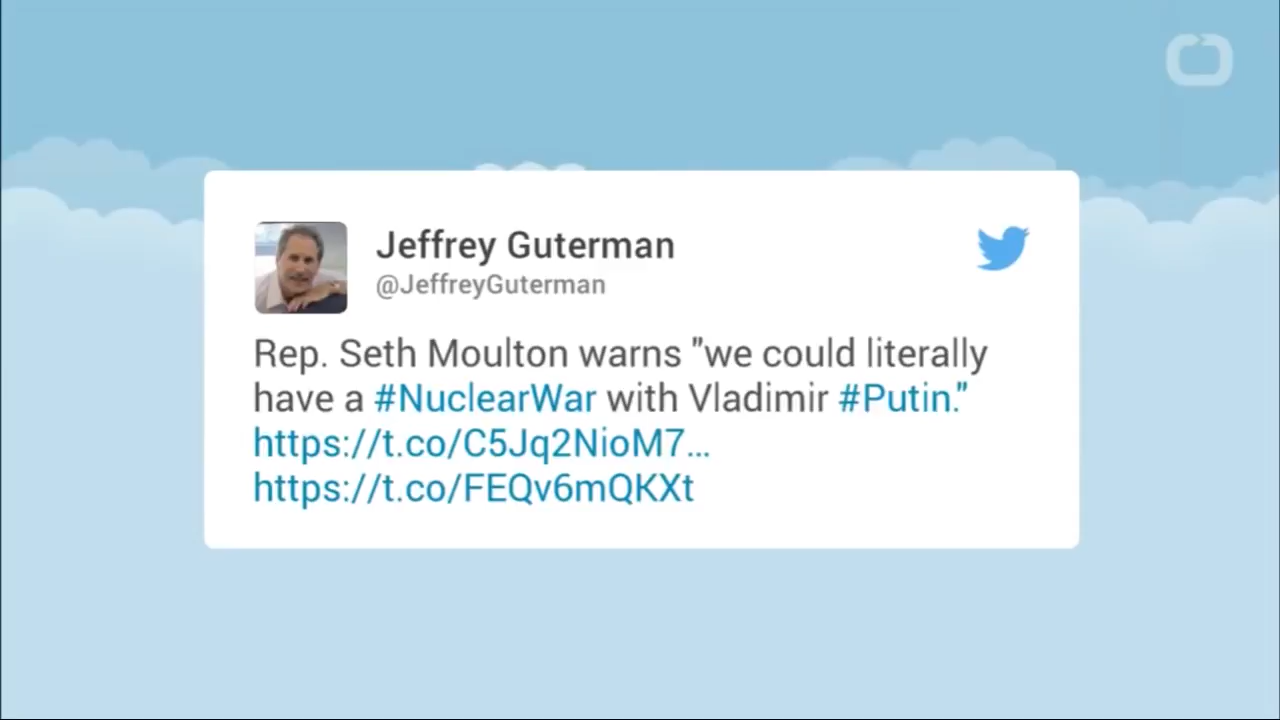 Jeffrey Guterman
@JeffreyGuterman
Rep. Seth Moulton warns "we could literally
have a #NuclearWar with Vladimir #Putin."
https://t.co/C5Jq2NioM7…
https://t.co/FEQv6mQKXt